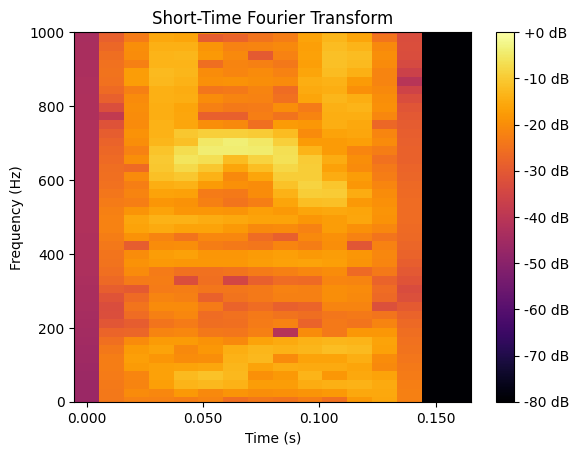 Short-Time Fourier Transform
1000
800
600
400
200
0
Frequency (Hz)
0.000
0.050
0.100
0.150
Time (s)
+0 dB
-10 dB
-20 dB
-30 dB
-40 dB
-50 dB
-60 dB
-70 dB
-80 dB